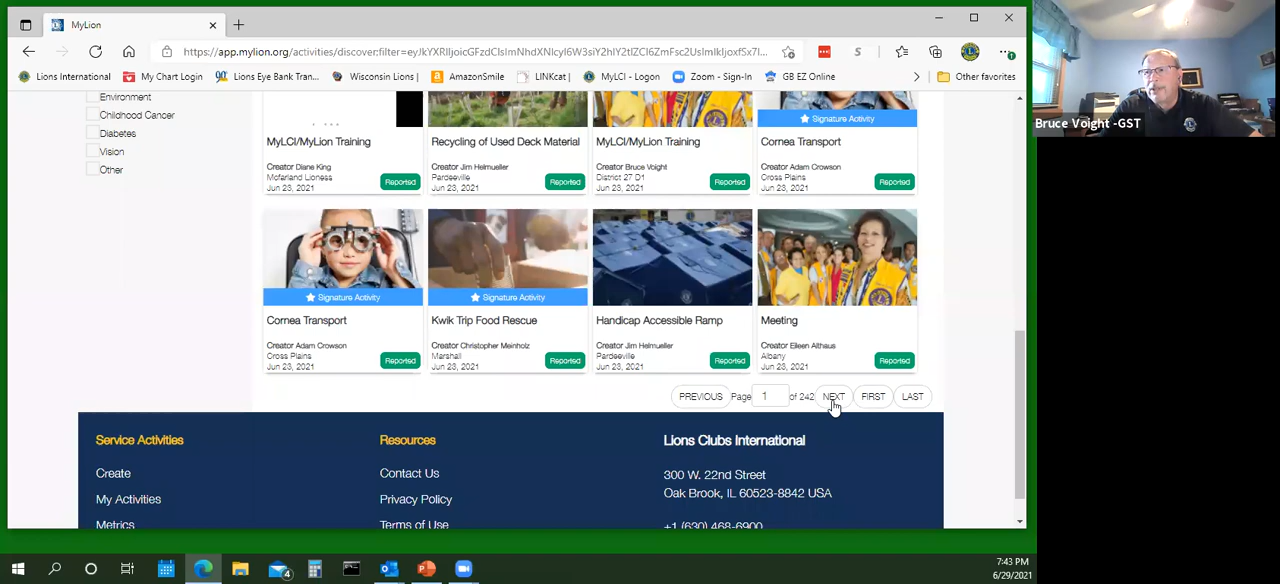 MyLion
https://app.mylion.org/activities/discover:filter=eyJkYXRlIjoicGFzdCIsImNhdXNlcyI6W3siY2hlY2tlZCI6ZmFsc2UsImlkIjoxfSx7I...
Lions International
My Chart Login
Lions Eye Bank Tran...
Wisconsin Lions |
AmazonSmile
LINKcat |
MyLCI - Logon
Zoom - Sign-In
GB EZ Online
Other favorites
Bruce Voight -GST
Environment
Childhood Cancer
Diabetes
Vision
Other
MyLCI/MyLion Training
Creator Diane King
Mcfarland Lioness
Jun 23, 2021
Reported
Recycling of Used Deck Material
Creator Jim Helmueller
Pardeeville
Jun 23, 2021
Reported
MyLCI/MyLion Training
Creator Bruce Voight
District 27 D1
Jun 23, 2021
Reported
Signature Activity
Cornea Transport
Creator Adam Crowson
Cross Plains
Jun 23, 2021
Reported
Signature Activity
Cornea Transport
Creator Adam Crowson
Cross Plains
Jun 23, 2021
Reported
Signature Activity
Kwik Trip Food Rescue
Creator Christopher Meinholz
Marshall
Jun 23, 2021
Reported
Handicap Accessible Ramp
Creator Jim Helmueller
Pardeeville
Jun 23, 2021
Reported
Meeting
Creator Eileen Althaus
Albany
Jun 23, 2021
Reported
PREVIOUS Page 1 of 242 NEXT FIRST LAST
Service Activities
Create
My Activities
Metrics
Resources
Contact Us
Privacy Policy
Terms of Use
Lions Clubs International
300 W. 22nd Street
Oak Brook, IL 60523-8842 USA
+1 (630) 468-6900
4
7:43 PM
6/29/2021